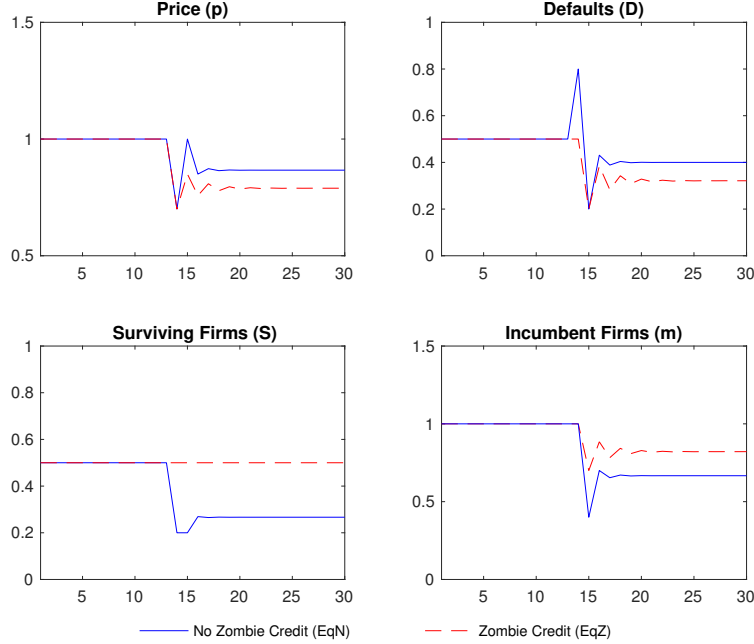 Price (p)
1.5
1
0.5
5 10 15 20 25 30
Defaults (D)
1
0.8
0.6
0.4
0.2
0
5 10 15 20 25 30
Surviving Firms (S)
1
0.8
0.6
0.4
0.2
0
5 10 15 20 25 30
Incumbent Firms (m)
1.5
1
0.5
0
5 10 15 20 25 30
No Zombie Credit (EqN)
Zombie Credit (EqZ)